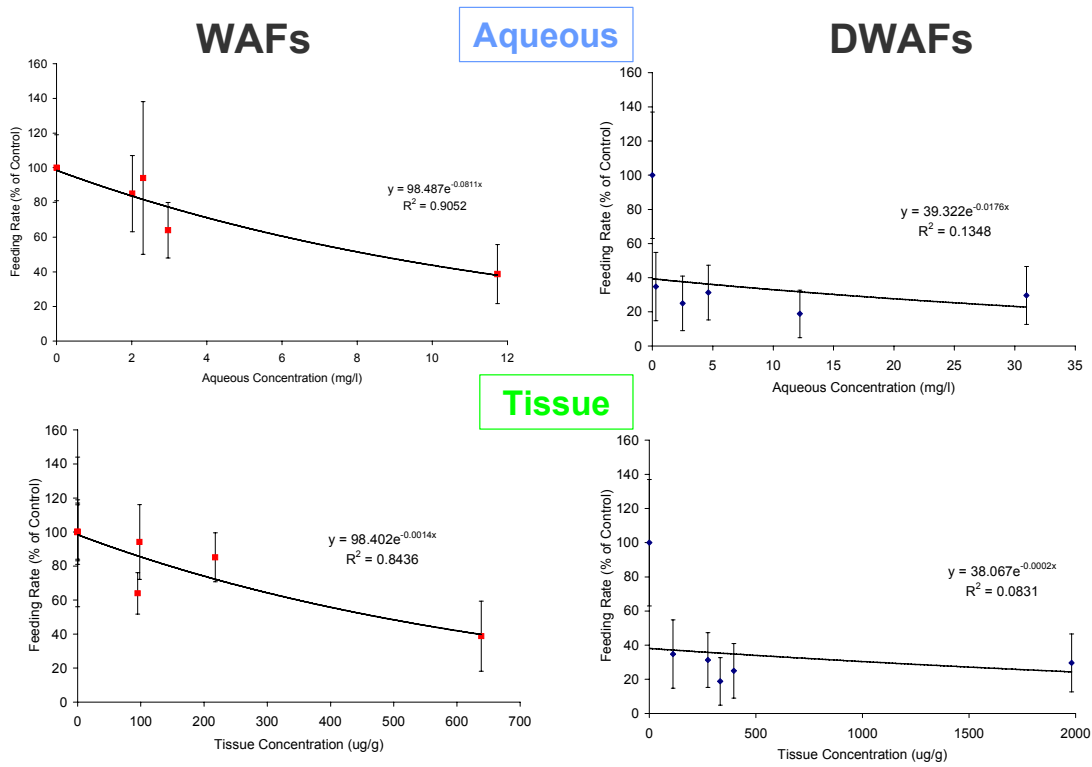 WAFs
Aqueous
DWAFs
160
140
120
100
80
60
40
20
0
Feeding Rate (% of Control)
y = 98.487e^-0.0811x
R² = 0.9052
0 2 4 6 8 10 12
Aqueous Concentration (mg/l)
160
140
120
100
80
60
40
20
0
Feeding Rate (% of Control)
y = 39.322e^-0.0176x
R² = 0.1348
0 5 10 15 20 25 30 35
Aqueous Concentration (mg/l)
Tissue
160
140
120
100
80
60
40
20
0
Feeding Rate (% of Control)
y = 98.402e^-0.0014x
R² = 0.8436
0 100 200 300 400 500 600 700
Tissue Concentration (ug/g)
160
140
120
100
80
60
40
20
0
Feeding Rate (% of Control)
y = 38.067e^-0.0002x
R² = 0.0831
0 500 1000 1500 2000
Tissue Concentration (ug/g)